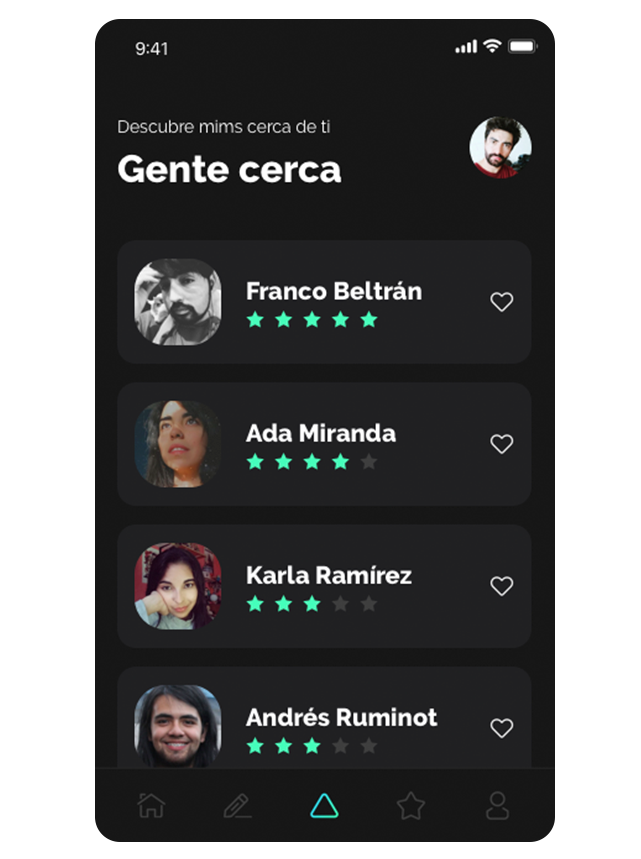 9:41
Descubre mims cerca de ti
Gente cerca
Franco Beltrán
Ada Miranda
Karla Ramírez
Andrés Ruminot